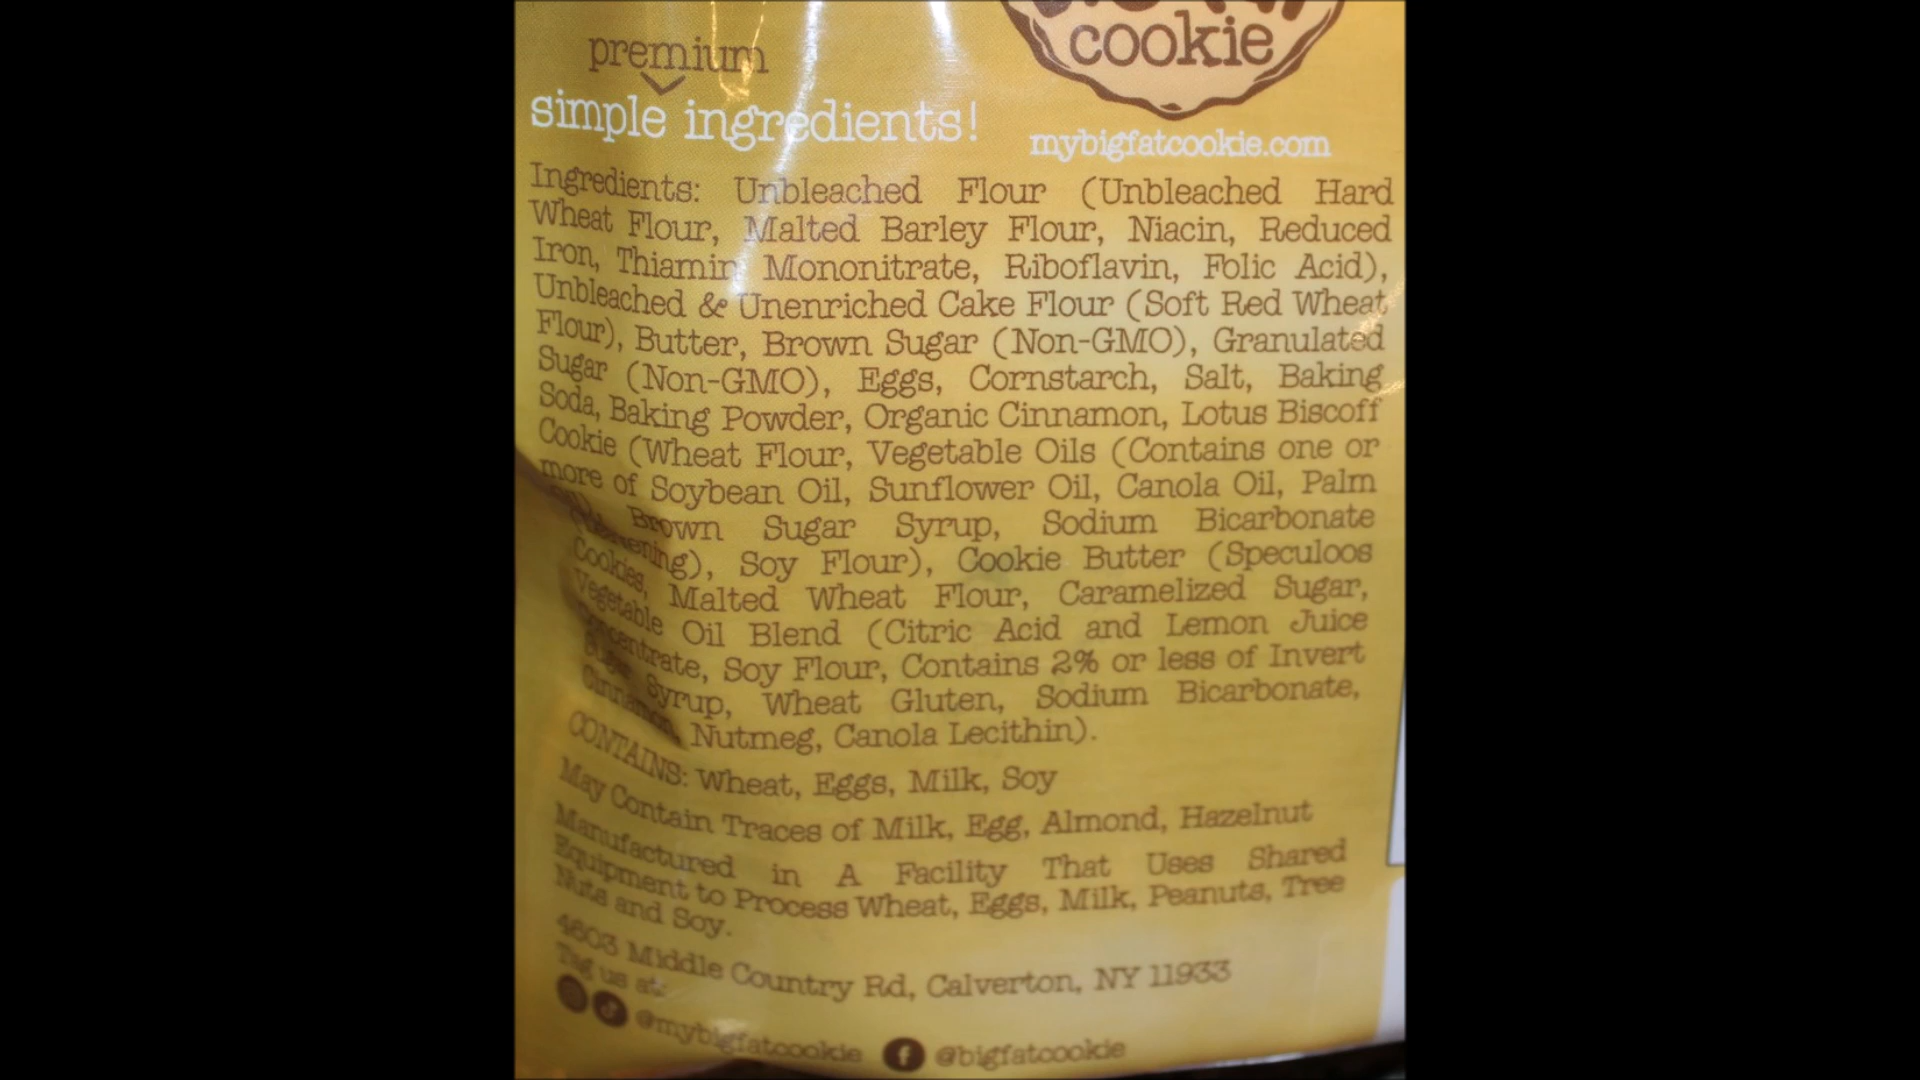 cookie
premium
simple ingredients!
mybigfatcookie.com
Ingredients: Unbleached Flour (Unbleached Hard
Wheat Flour, Malted Barley Flour, Niacin, Reduced
Iron, Thiamin Mononitrate, Riboflavin, Folic Acid),
Unbleached & Unenriched Cake Flour (Soft Red Wheat
Flour), Butter, Brown Sugar (Non-GMO), Granulated
Sugar (Non-GMO), Eggs, Cornstarch, Salt, Baking
Soda, Baking Powder, Organic Cinnamon, Lotus Biscoff
Cookie (Wheat Flour, Vegetable Oils (Contains one or
more of Soybean Oil, Sunflower Oil, Canola Oil, Palm
Brown Sugar Syrup, Sodium Bicarbonate
Soy Flour), Cookie Butter (Speculoos
Cookies, Malted Wheat Flour, Caramelized Sugar,
Vegetable Oil Blend (Citric Acid and Lemon Juice
Concentrate, Soy Flour, Contains 2% or less of Invert
Sugar Syrup, Wheat Gluten, Sodium Bicarbonate,
Cinnamon, Nutmeg, Canola Lecithin).
CONTAINS: Wheat, Eggs, Milk, Soy
May Contain Traces of Milk, Egg, Almond, Hazelnut
Manufactured in A Facility That Uses Shared
Equipment to Process Wheat, Eggs, Milk, Peanuts, Tree
Nuts and Soy.
4603 Middle Country Rd, Calverton, NY 11933
Tag us at:
@mybigfatcookie f @bigfatcookie